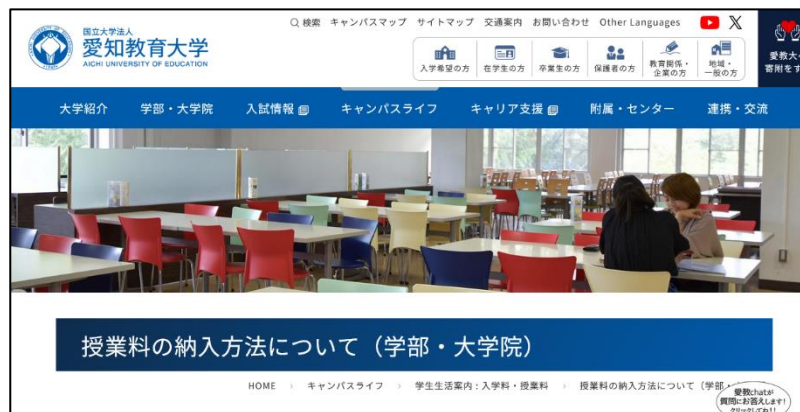 検索 キャンパスマップ サイトマップ 交通案内 お問い合わせ Other Languages
国立大学法人
愛知教育大学
AICHI UNIVERSITY OF EDUCATION
入学希望の方 在学生の方 卒業生の方 保護者の方 教育関係・企業の方 地域・一般の方
愛教大へ
寄附をす
大学紹介 学部・大学院 入試情報 キャンパスライフ キャリア支援 附属・センター 連携・交流
授業料の納入方法について（学部・大学院）
HOME › キャンパスライフ › 学生生活案内：入学料・授業料 › 授業料の納入方法について（学部・
愛教chatが
質問にお答えします！
クリックしてね！！